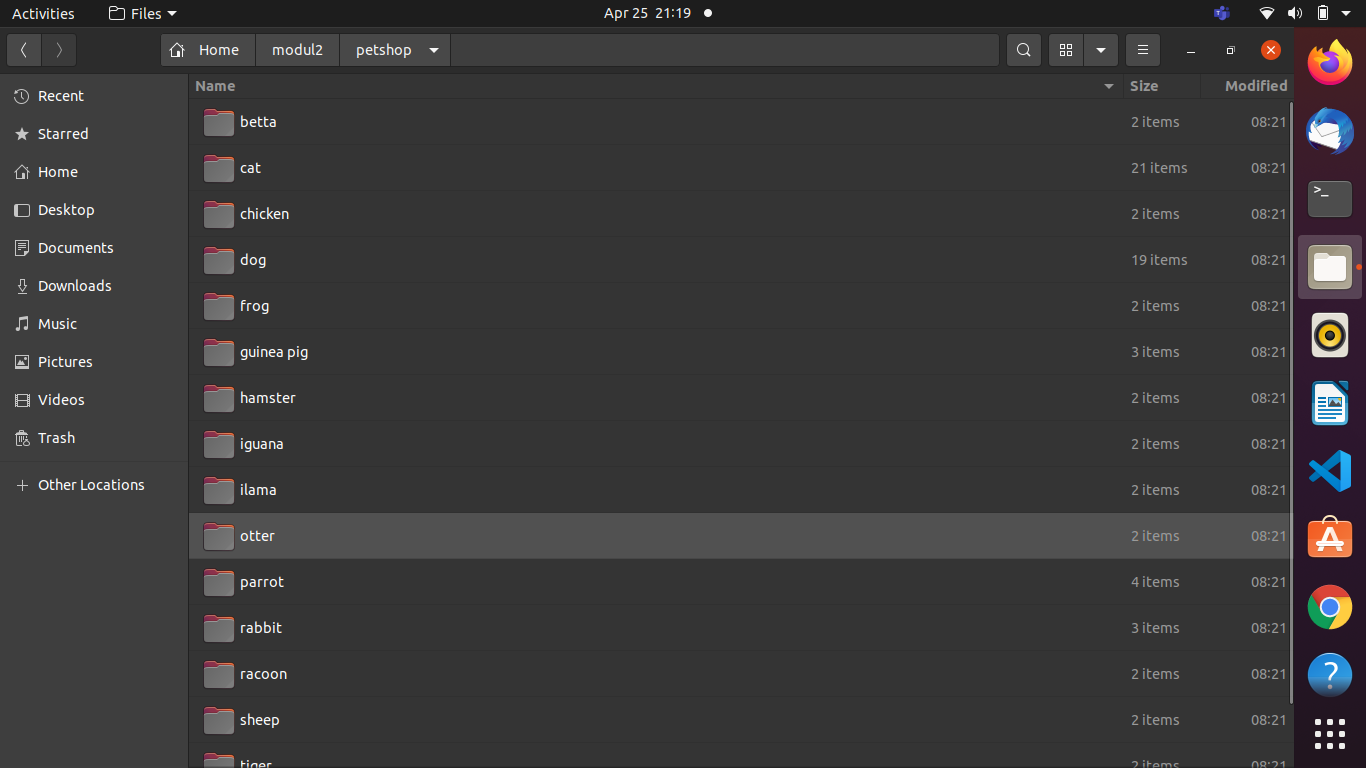 Activities Files Apr 25 21:19
Home modul2 petshop
Name Size Modified
Recent
Starred
Home
Desktop
Documents
Downloads
Music
Pictures
Videos
Trash
Other Locations
betta 2 items 08:21
cat 21 items 08:21
chicken 2 items 08:21
dog 19 items 08:21
frog 2 items 08:21
guinea pig 3 items 08:21
hamster 2 items 08:21
iguana 2 items 08:21
ilama 2 items 08:21
otter 2 items 08:21
parrot 4 items 08:21
rabbit 3 items 08:21
racoon 2 items 08:21
sheep 2 items 08:21
tiger 2 items 08:21